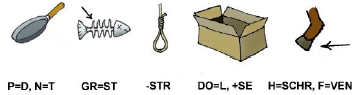 P=D, N=T GR=ST -STR DO=L, +SE H=SCHR, F=VEN